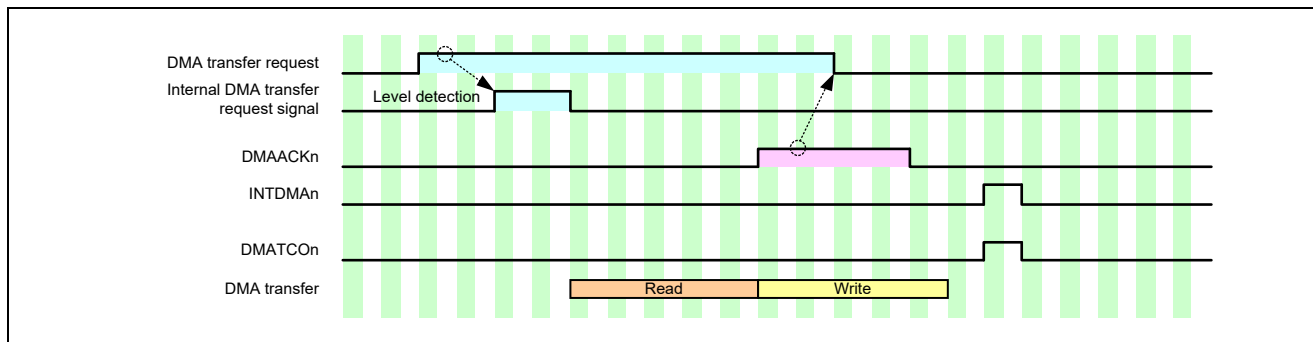 DMA transfer request
Internal DMA transfer
request signal
Level detection
DMAACKn
INTDMAn
DMATCOn
DMA transfer
Read
Write